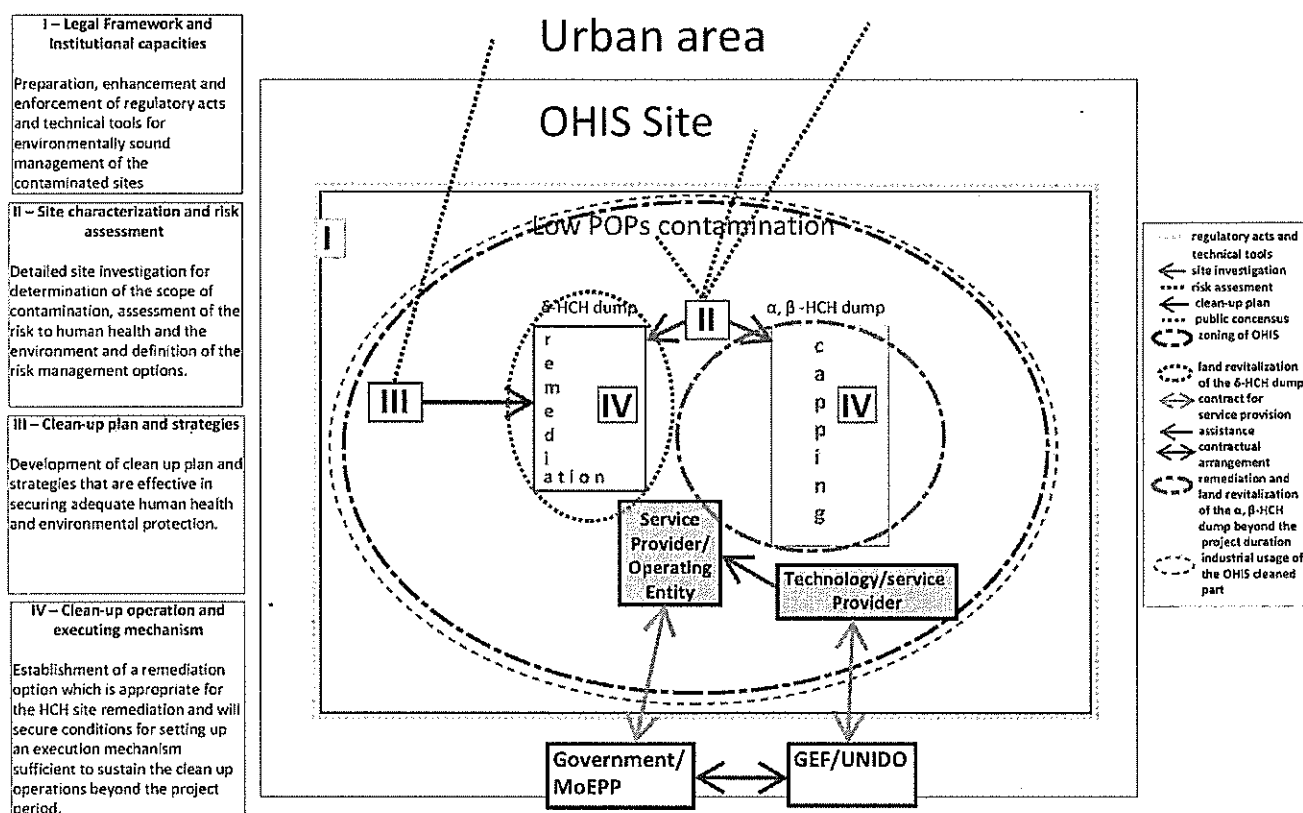 I – Legal Framework and
Institutional capacities
Preparation, enhancement and
enforcement of regulatory acts
and technical tools for
environmentally sound
management of the
contaminated sites
II – Site characterization and risk
assessment
Detailed site investigation for
determination of the scope of
contamination, assessment of the
risk to human health and the
environment and definition of the
risk management options.
III – Clean-up plan and strategies
Development of clean up plan and
strategies that are effective in
securing adequate human health
and environmental protection.
IV – Clean-up operation and
executing mechanism
Establishment of a remediation
option which is appropriate for
the HCH site remediation and will
secure conditions for setting up
an execution mechanism
sufficient to sustain the clean up
operations beyond the project
period.
Urban area
OHIS Site
I
Low POPs contamination
δ-HCH dump
II
α, β-HCH dump
remediation
IV
capping
IV
III
Service
Provider/
Operating
Entity
Technology/service
Provider
Government/
MoEPP
GEF/UNIDO
regulatory acts and
technical tools
site investigation
risk assesment
clean-up plan
public concensus
zoning of OHIS
land revitalization
of the δ-HCH dump
contract for
service provision
assistance
contractual
arrangement
remediation and
land revitalization
of the α, β-HCH
dump beyond the
project duration
industrial usage of
the OHIS cleaned
part